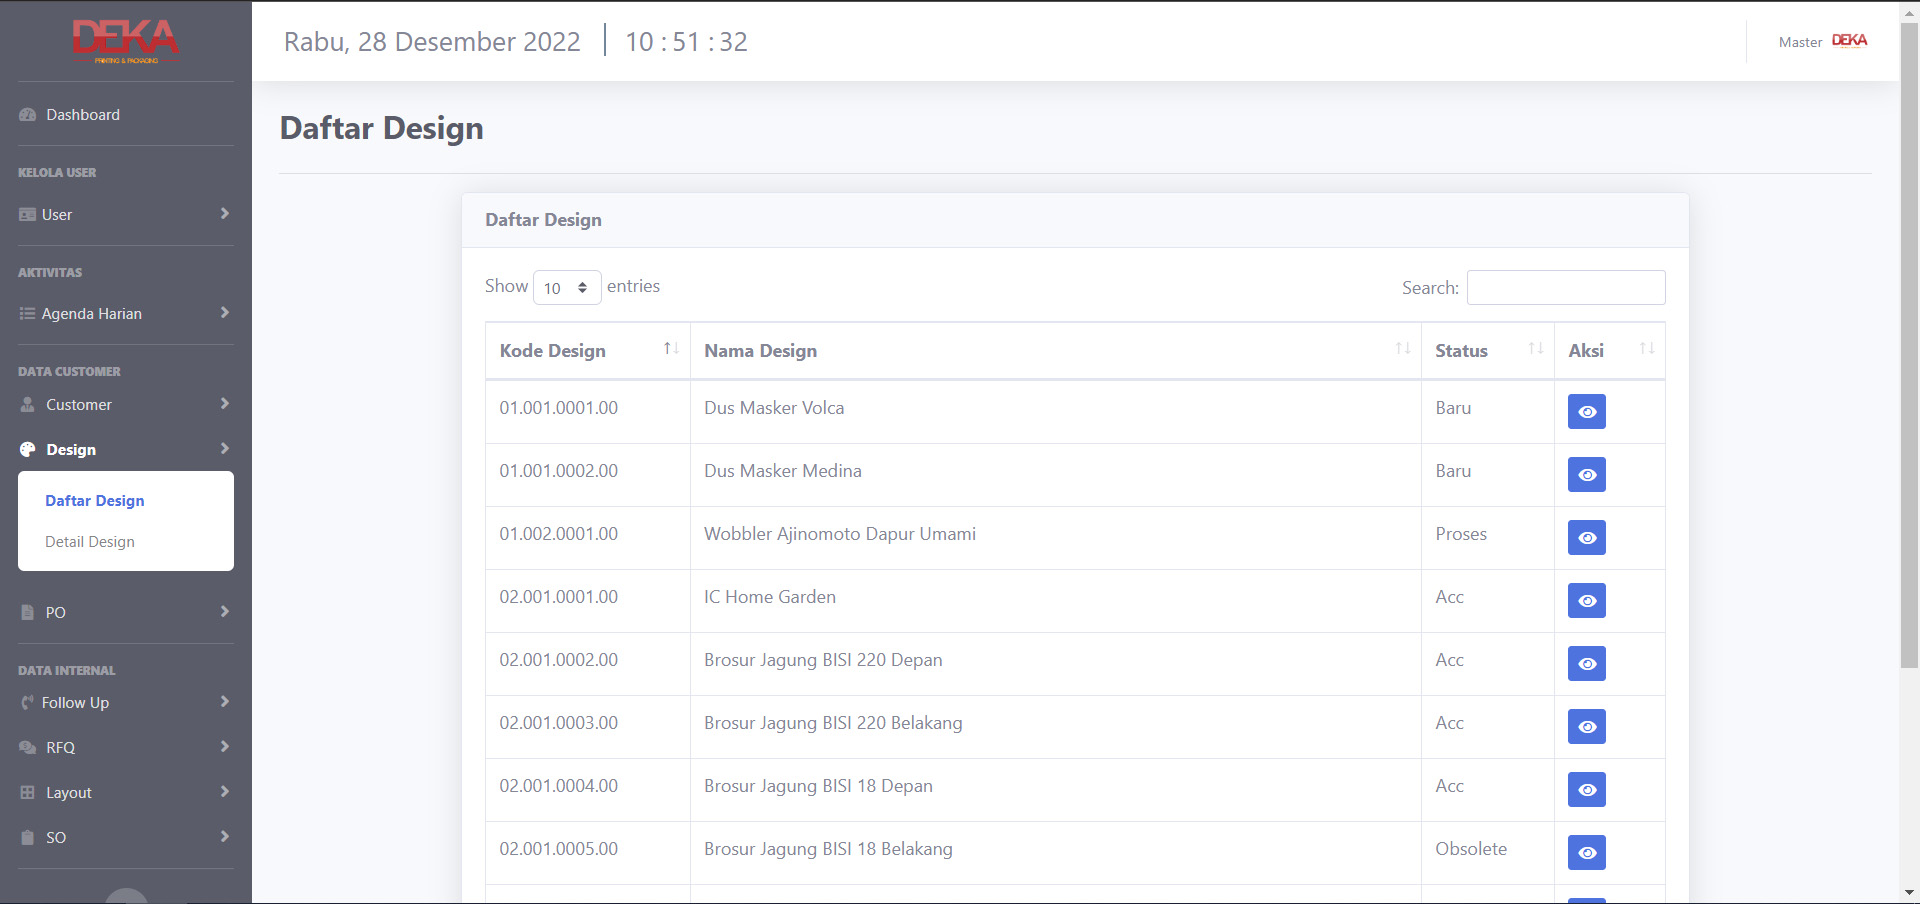 DEKA
PRINTING & PACKAGING
Dashboard
KELOLA USER
User
AKTIVITAS
Agenda Harian
DATA CUSTOMER
Customer
Design
Daftar Design
Detail Design
PO
DATA INTERNAL
Follow Up
RFQ
Layout
SO
Rabu, 28 Desember 2022 10 : 51 : 32
Master DEKA
Daftar Design
Daftar Design
Show 10 entries Search:
Kode Design Nama Design Status Aksi
01.001.0001.00 Dus Masker Volca Baru
01.001.0002.00 Dus Masker Medina Baru
01.002.0001.00 Wobbler Ajinomoto Dapur Umami Proses
02.001.0001.00 IC Home Garden Acc
02.001.0002.00 Brosur Jagung BISI 220 Depan Acc
02.001.0003.00 Brosur Jagung BISI 220 Belakang Acc
02.001.0004.00 Brosur Jagung BISI 18 Depan Acc
02.001.0005.00 Brosur Jagung BISI 18 Belakang Obsolete